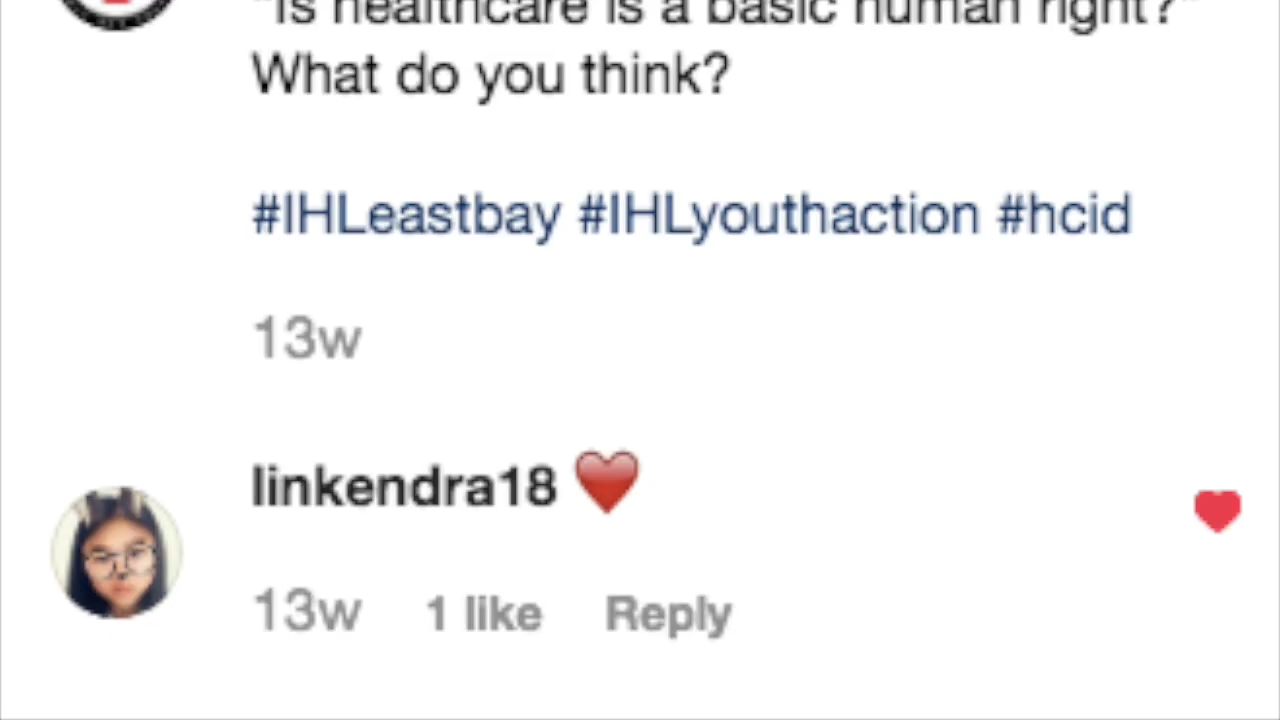 "Is healthcare is a basic human right?"
What do you think?
#IHLeastbay #IHLyouthaction #hcid
13w
linkendra18 ❤️
13w 1 like Reply